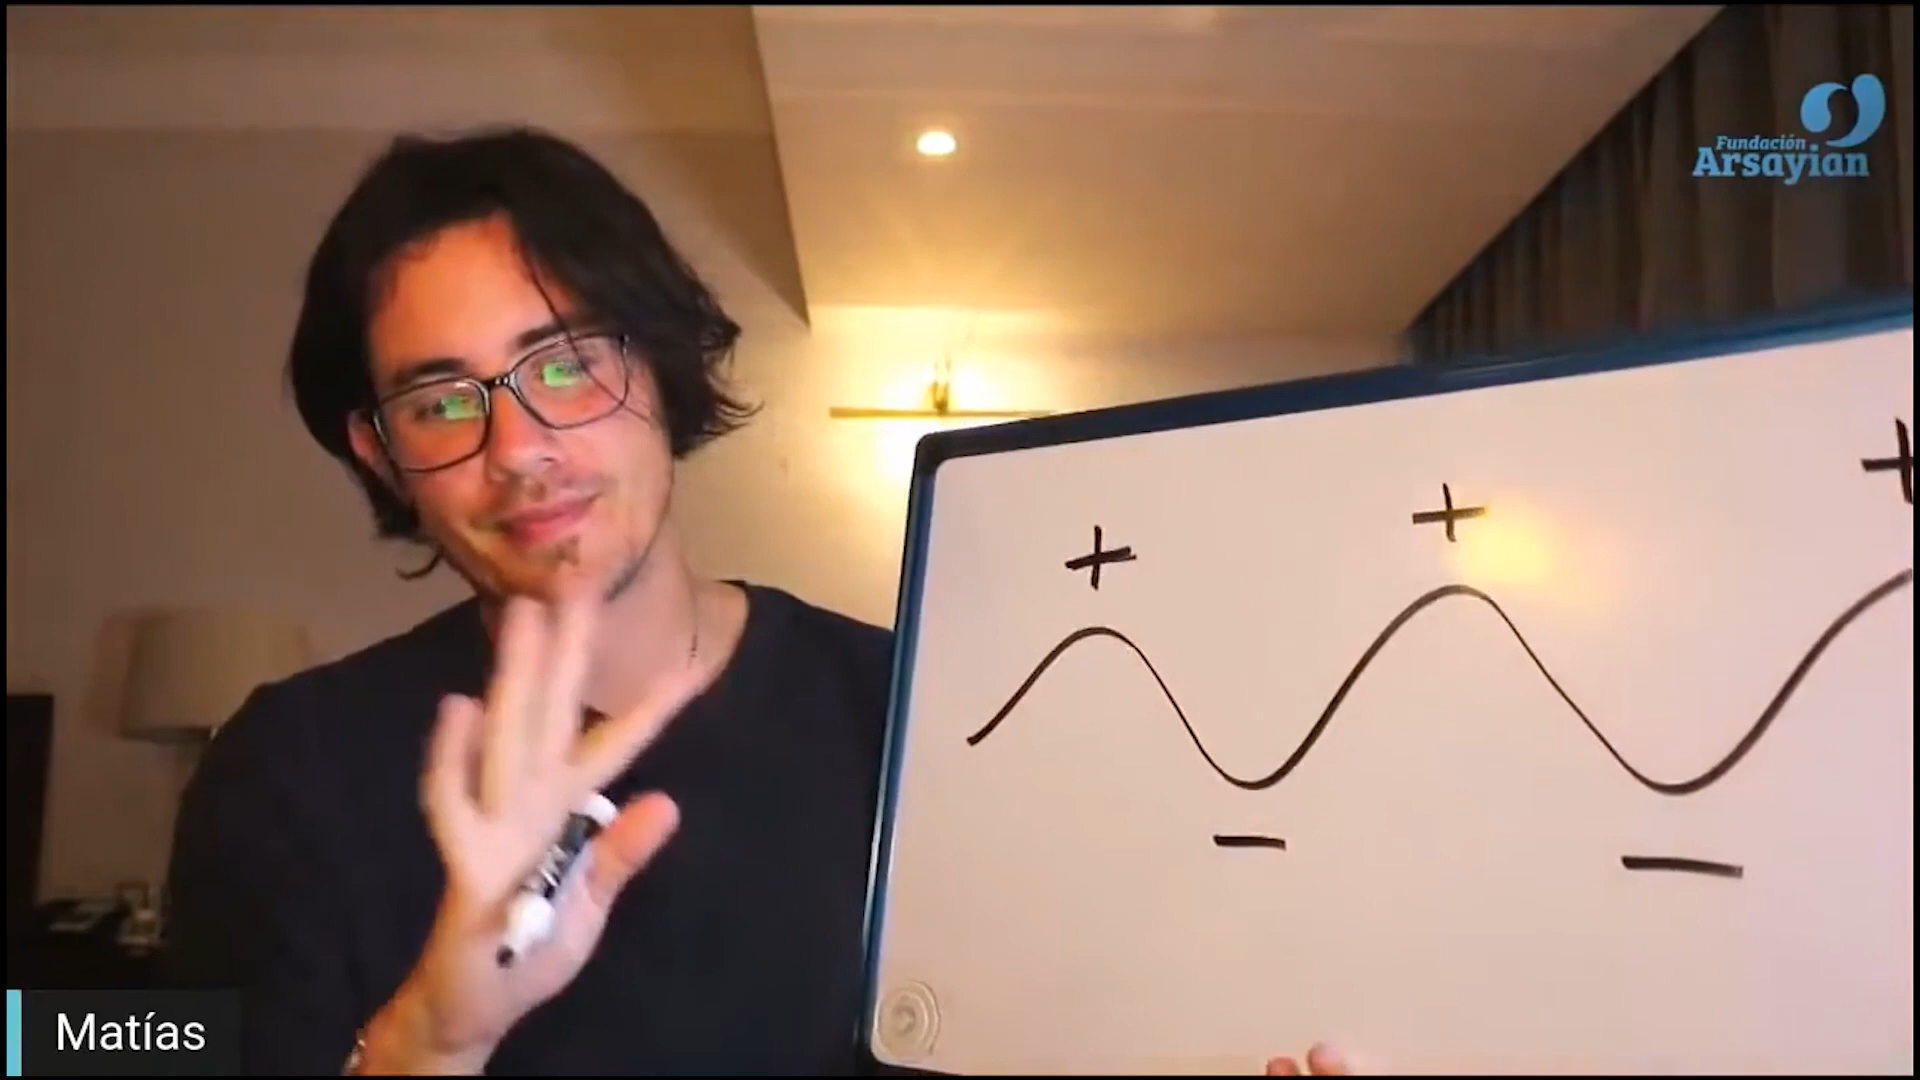 Fundación
Arsayian
+ + +
− −
Matías